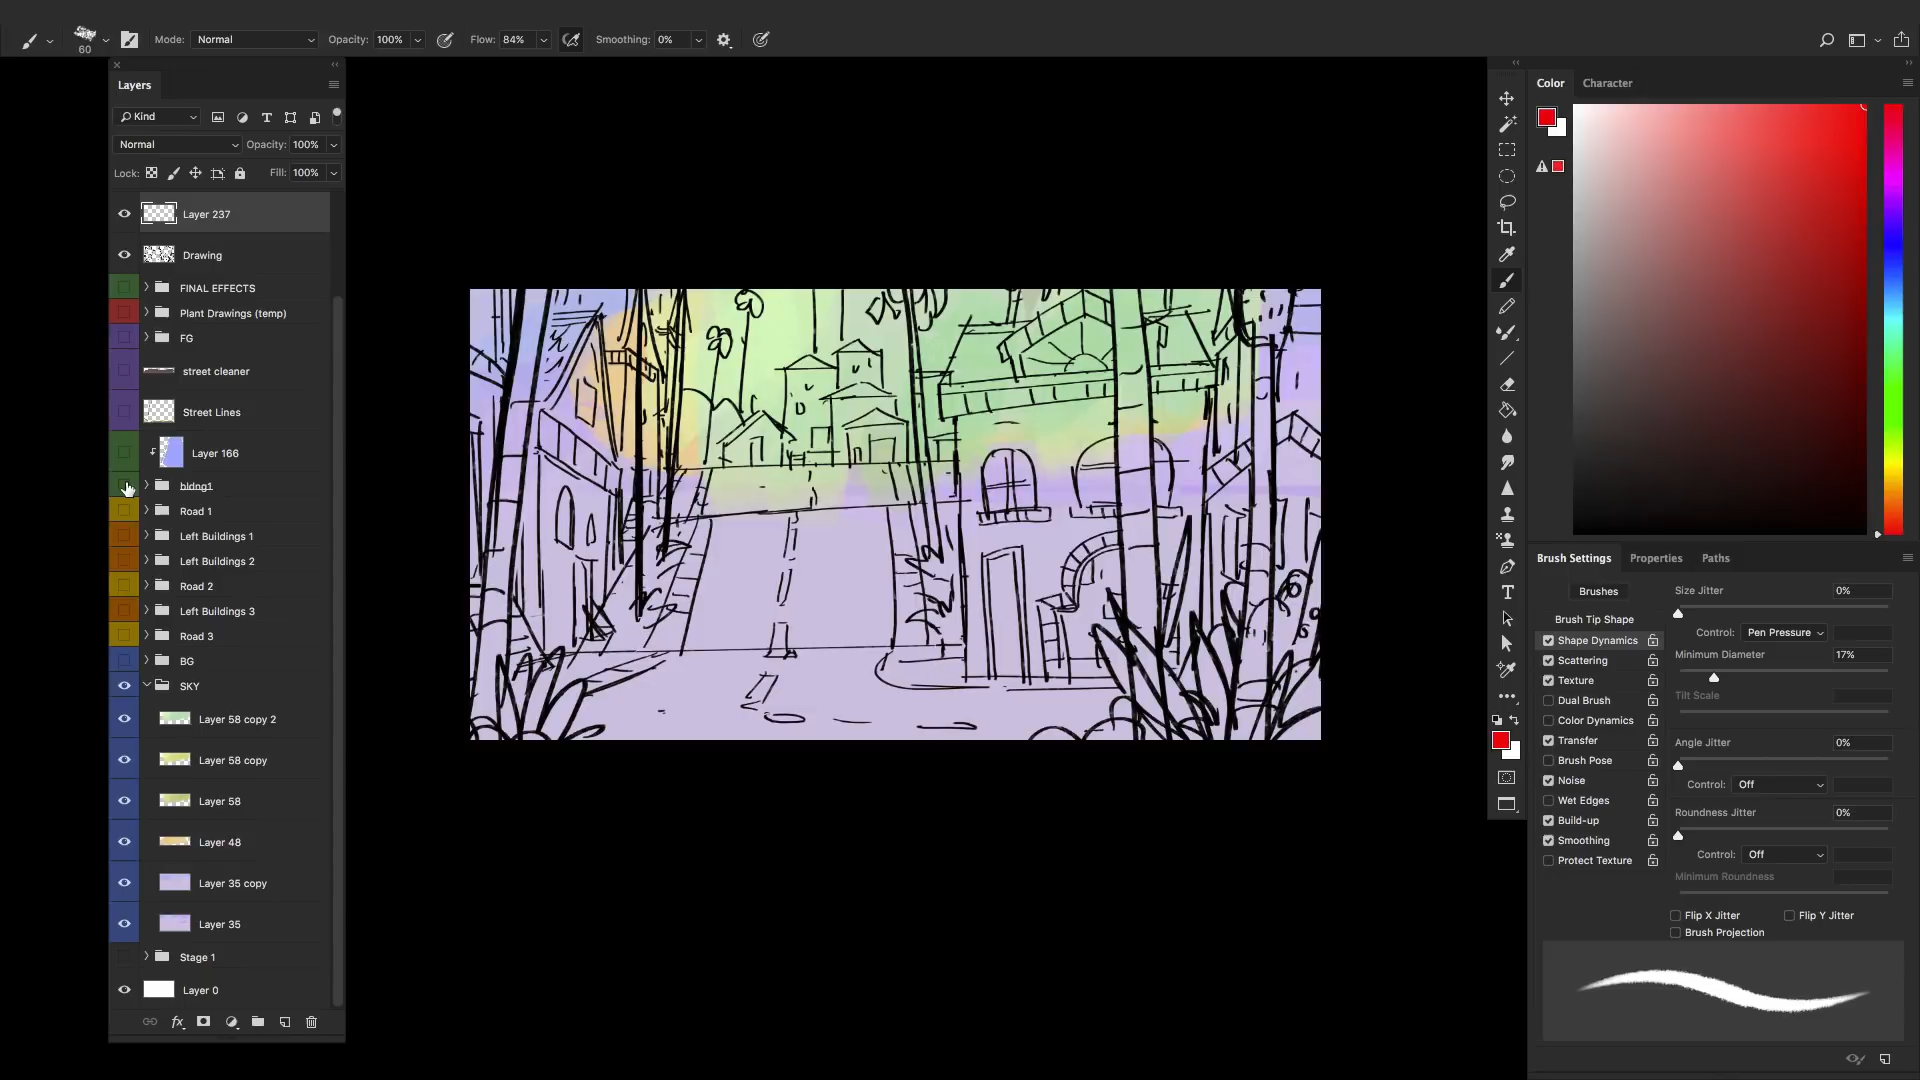 60
Mode: Normal
Opacity: 100%
Flow: 84%
Smoothing: 0%
Layers
Kind
Normal
Opacity: 100%
Lock:
Fill: 100%
Layer 237
Drawing
FINAL EFFECTS
Plant Drawings (temp)
FG
street cleaner
Street Lines
Layer 166
bldng1
Road 1
Left Buildings 1
Left Buildings 2
Road 2
Left Buildings 3
Road 3
BG
SKY
Layer 58 copy 2
Layer 58 copy
Layer 58
Layer 48
Layer 35 copy
Layer 35
Stage 1
Layer 0
fx
Color
Character
Brush Settings
Properties
Paths
Brushes
Brush Tip Shape
Shape Dynamics
Scattering
Texture
Dual Brush
Color Dynamics
Transfer
Brush Pose
Noise
Wet Edges
Build-up
Smoothing
Protect Texture
Size Jitter
0%
Control: Pen Pressure
Minimum Diameter
17%
Tilt Scale
Angle Jitter
0%
Control: Off
Roundness Jitter
0%
Control: Off
Minimum Roundness
Flip X Jitter
Flip Y Jitter
Brush Projection